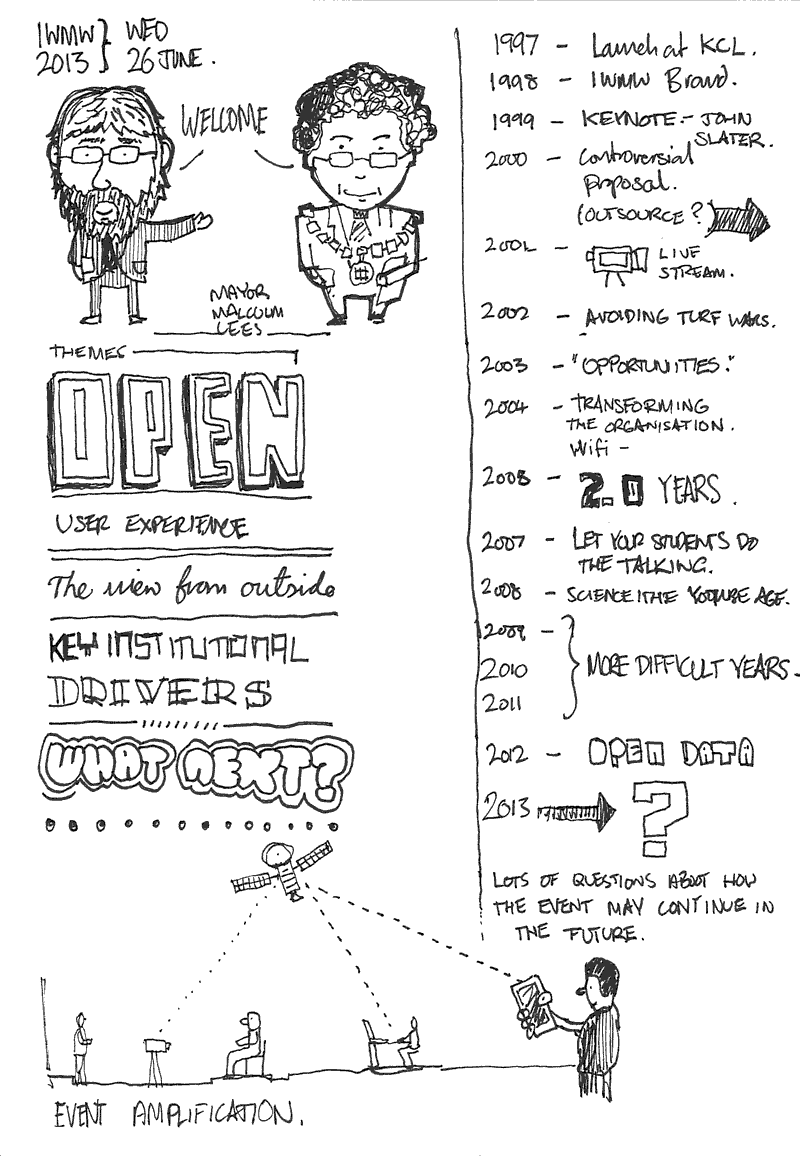 IWMW } WED
2013 } 26 JUNE.
WELCOME
MAYOR
MALCOLM
LEES
THEMES
OPEN
USER EXPERIENCE
The view from outside
KEY INSTITUTIONAL
DRIVERS
WHAT NEXT?
EVENT AMPLIFICATION.
1997 - Launch at KCL.
1998 - IWMW Brand.
1999 - KEYNOTE - JOHN
SLATER.
2000 - Controversial
proposal.
(OUTSOURCE?)
2001 - LIVE
STREAM.
2002 - AVOIDING TURF WARS.
2003 - "OPPORTUNITIES."
2004 - TRANSFORMING
THE ORGANISATION.
Wifi -
- 2.0 YEARS.
2007 - LET YOUR STUDENTS DO
THE TALKING.
2008 - SCIENCE THE YOUTUBE AGE.
2009 -
2010 } MORE DIFFICULT YEARS -
2011
2012 - OPEN DATA
2013 ?
LOTS OF QUESTIONS ABOUT HOW
THE EVENT MAY CONTINUE IN
THE FUTURE.